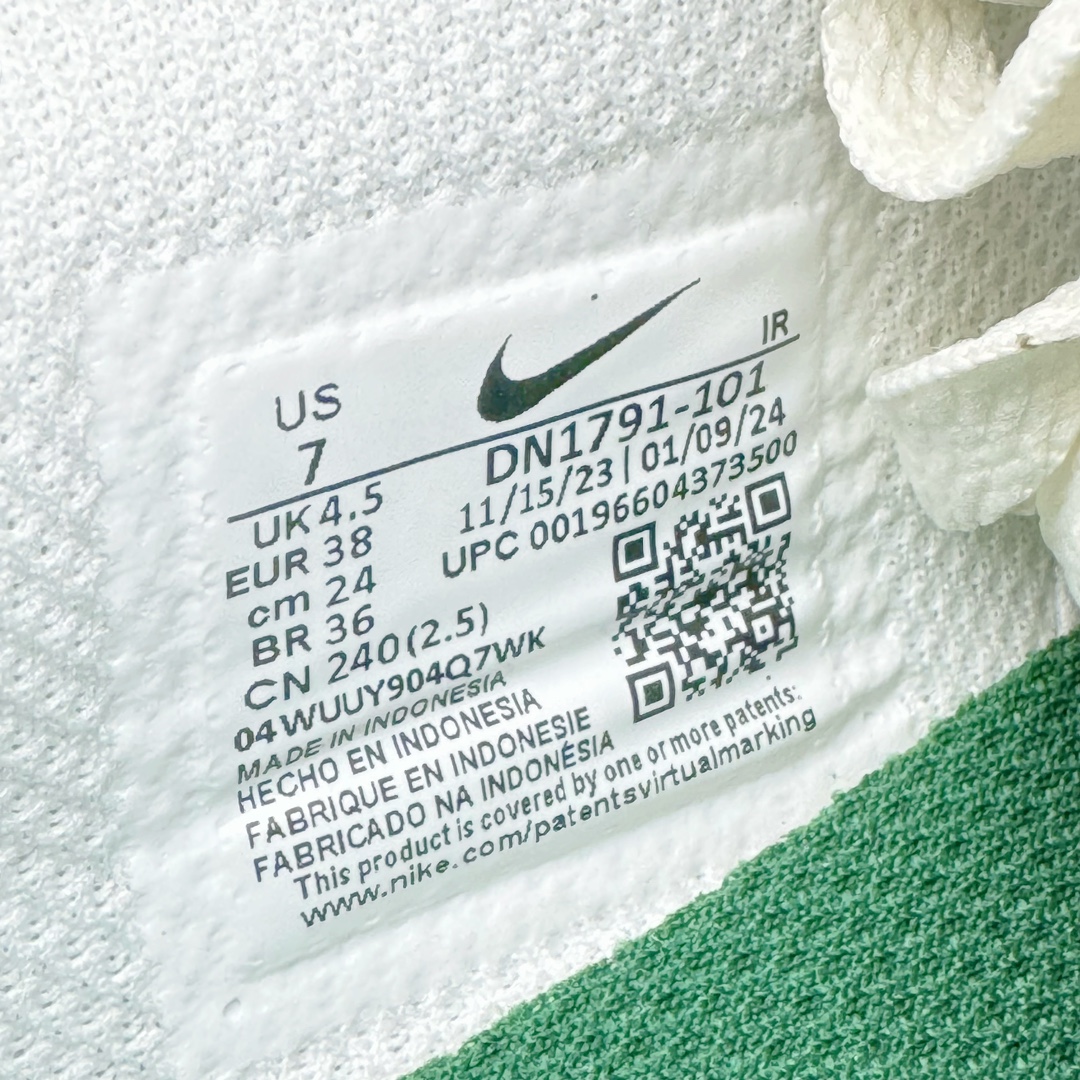 US
7
IR
UK 4.5
EUR 38
cm 24
BR 36
CN 240(2.5)
DN1791-101
11/15/23 | 01/09/24
UPC 00196604373500
04WUUY904Q7WK
MADE IN INDONESIA
HECHO EN INDONESIA
FABRIQUE EN INDONESIE
FABRICADO NA INDONÉSIA
This product is covered by one or more patents:
www.nike.com/patentsvirtualmarking